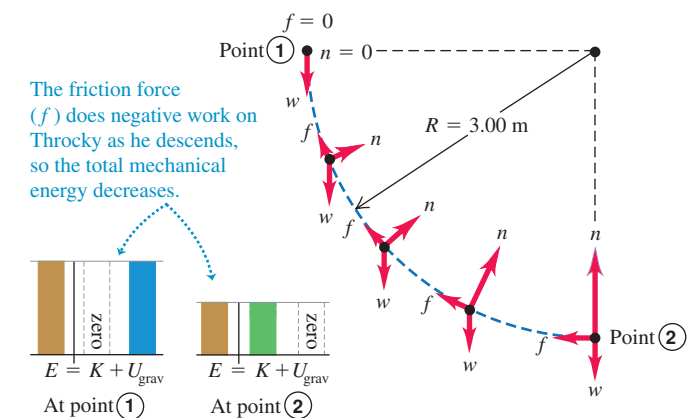 f = 0
Point 1 n = 0
w
The friction force
(f) does negative work on
Throcky as he descends,
so the total mechanical
energy decreases.
R = 3.00 m
f
n
w
f
n
w
f
n
w
n
f
Point 2
w
zero
E = K + Ugrav
At point 1
zero
E = K + Ugrav
At point 2